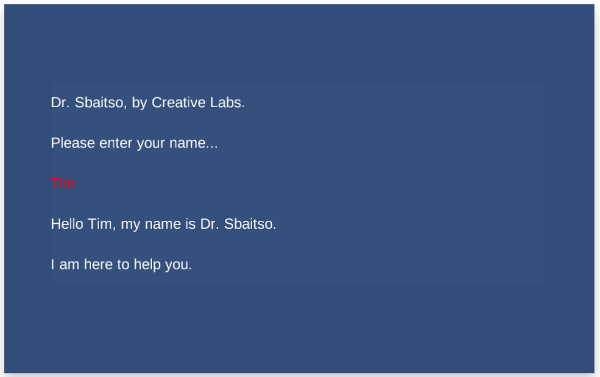 Dr. Sbaitso, by Creative Labs.
Please enter your name...
Tim
Hello Tim, my name is Dr. Sbaitso.
I am here to help you.